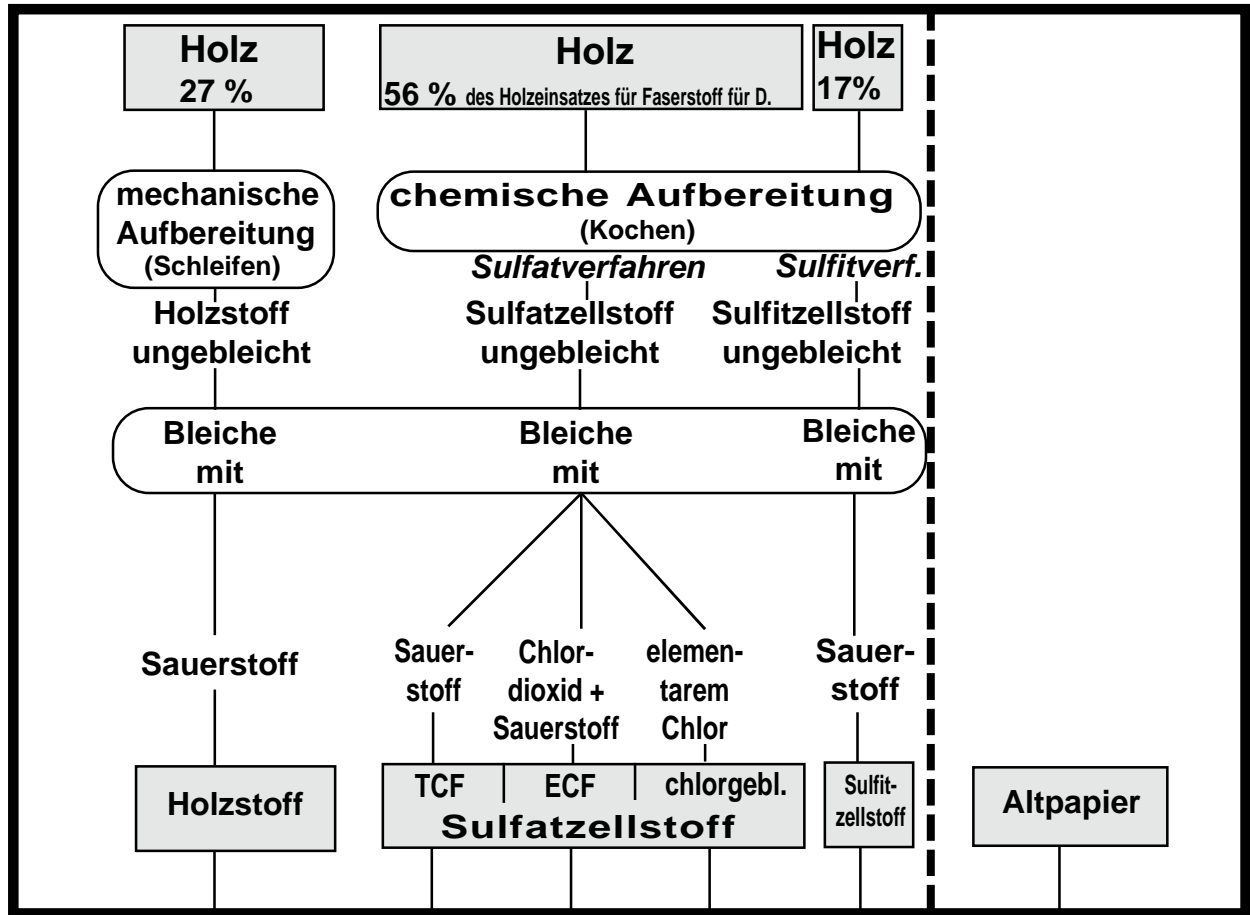 Holz
27 %
Holz
56 % des Holzeinsatzes für Faserstoff für D.
Holz
17%
mechanische
Aufbereitung
(Schleifen)
chemische Aufbereitung
(Kochen)
Sulfatverfahren
Sulfitverf.
Holzstoff
ungebleicht
Sulfatzellstoff
ungebleicht
Sulfitzellstoff
ungebleicht
Bleiche
mit
Bleiche
mit
Bleiche
mit
Sauerstoff
Sauer-
stoff
Chlor-
dioxid +
Sauerstoff
elemen-
tarem
Chlor
Sauer-
stoff
Holzstoff
TCF | ECF | chlorgebl.
Sulfatzellstoff
Sulfit-
zellstoff
Altpapier